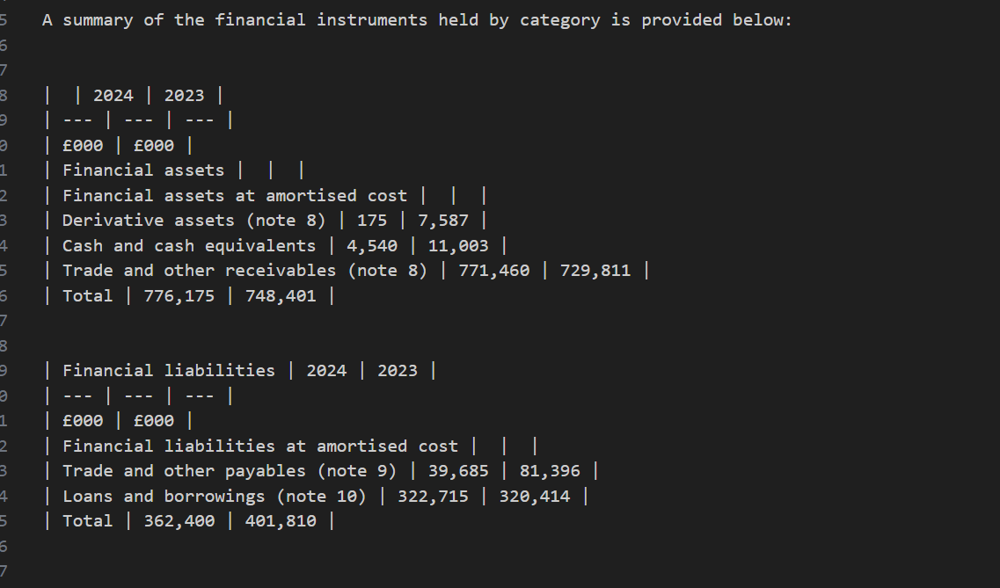 5 A summary of the financial instruments held by category is provided below:
6
7
8 |  | 2024 | 2023 |
9 | --- | --- | --- |
0 | £000 | £000 |
1 | Financial assets |  |  |
2 | Financial assets at amortised cost |  |  |
3 | Derivative assets (note 8) | 175 | 7,587 |
4 | Cash and cash equivalents | 4,540 | 11,003 |
5 | Trade and other receivables (note 8) | 771,460 | 729,811 |
6 | Total | 776,175 | 748,401 |
7
8
9 | Financial liabilities | 2024 | 2023 |
0 | --- | --- | --- |
1 | £000 | £000 |
2 | Financial liabilities at amortised cost |  |  |
3 | Trade and other payables (note 9) | 39,685 | 81,396 |
4 | Loans and borrowings (note 10) | 322,715 | 320,414 |
5 | Total | 362,400 | 401,810 |
6
7